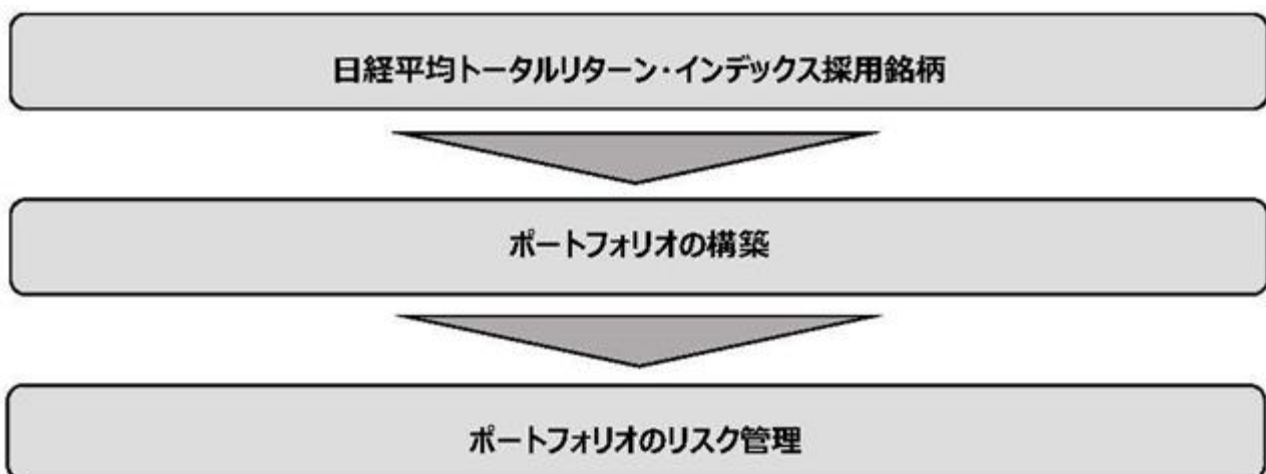 日経平均トータルリターン・インデックス採用銘柄
ポートフォリオの構築
ポートフォリオのリスク管理